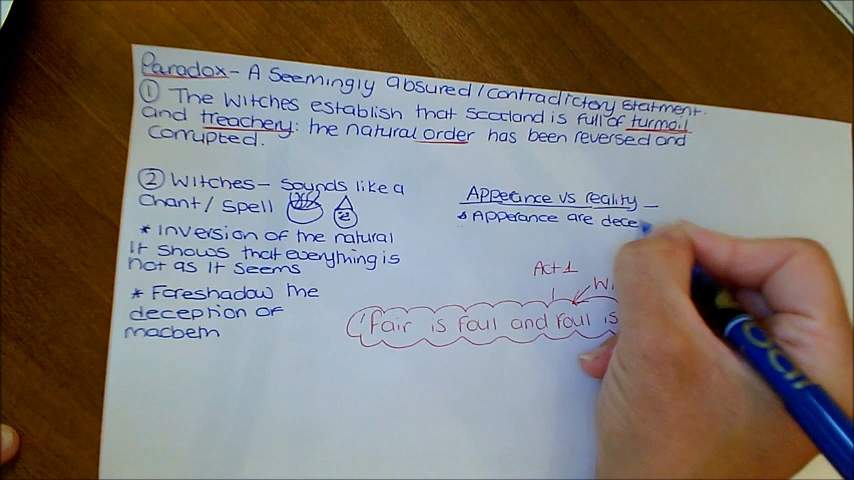 Paradox - A seemingly absured/contradictory statment.
① The Witches establish that Scotland is full of turmoil
and treachery: the natural order has been reversed and
corrupted.
② Witches - sounds like a
chant/spell
* Inversion of the natural
It shows that everything is
not as it seems
* Foreshadow the
deception of
macbeth
Apperance vs reality -
* Apperance are dece
Act 1
Wi
'Fair is foul and foul is